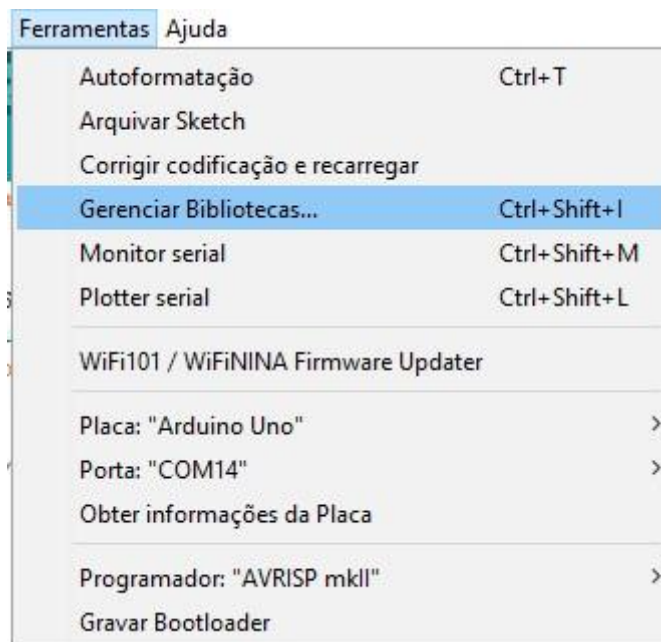 Ferramentas Ajuda
Autoformatação Ctrl+T
Arquivar Sketch
Corrigir codificação e recarregar
Gerenciar Bibliotecas... Ctrl+Shift+I
Monitor serial Ctrl+Shift+M
Plotter serial Ctrl+Shift+L
WiFi101 / WiFiNINA Firmware Updater
Placa: "Arduino Uno"
Porta: "COM14"
Obter informações da Placa
Programador: "AVRISP mkII"
Gravar Bootloader